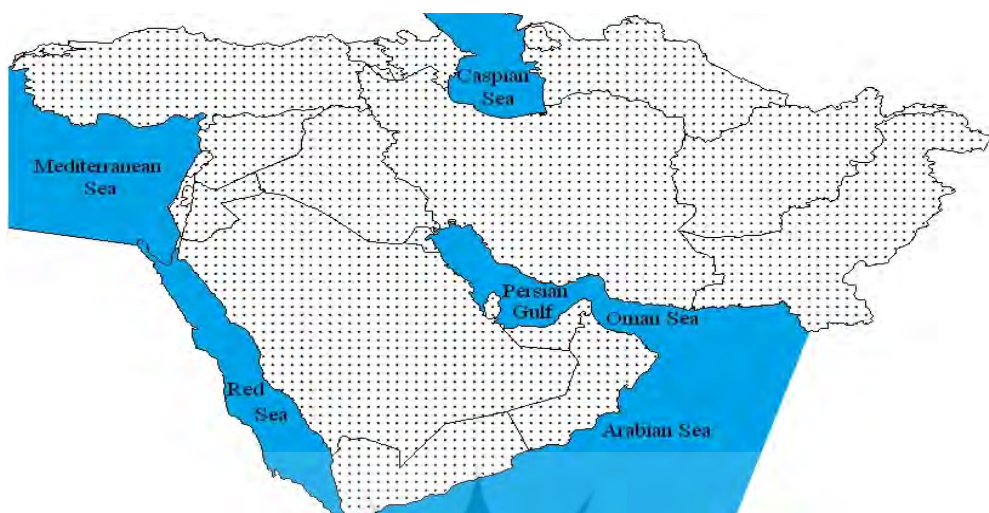 Caspian
Sea
Mediterranean
Sea
Persian
Gulf
Oman Sea
Red
Sea
Arabian Sea